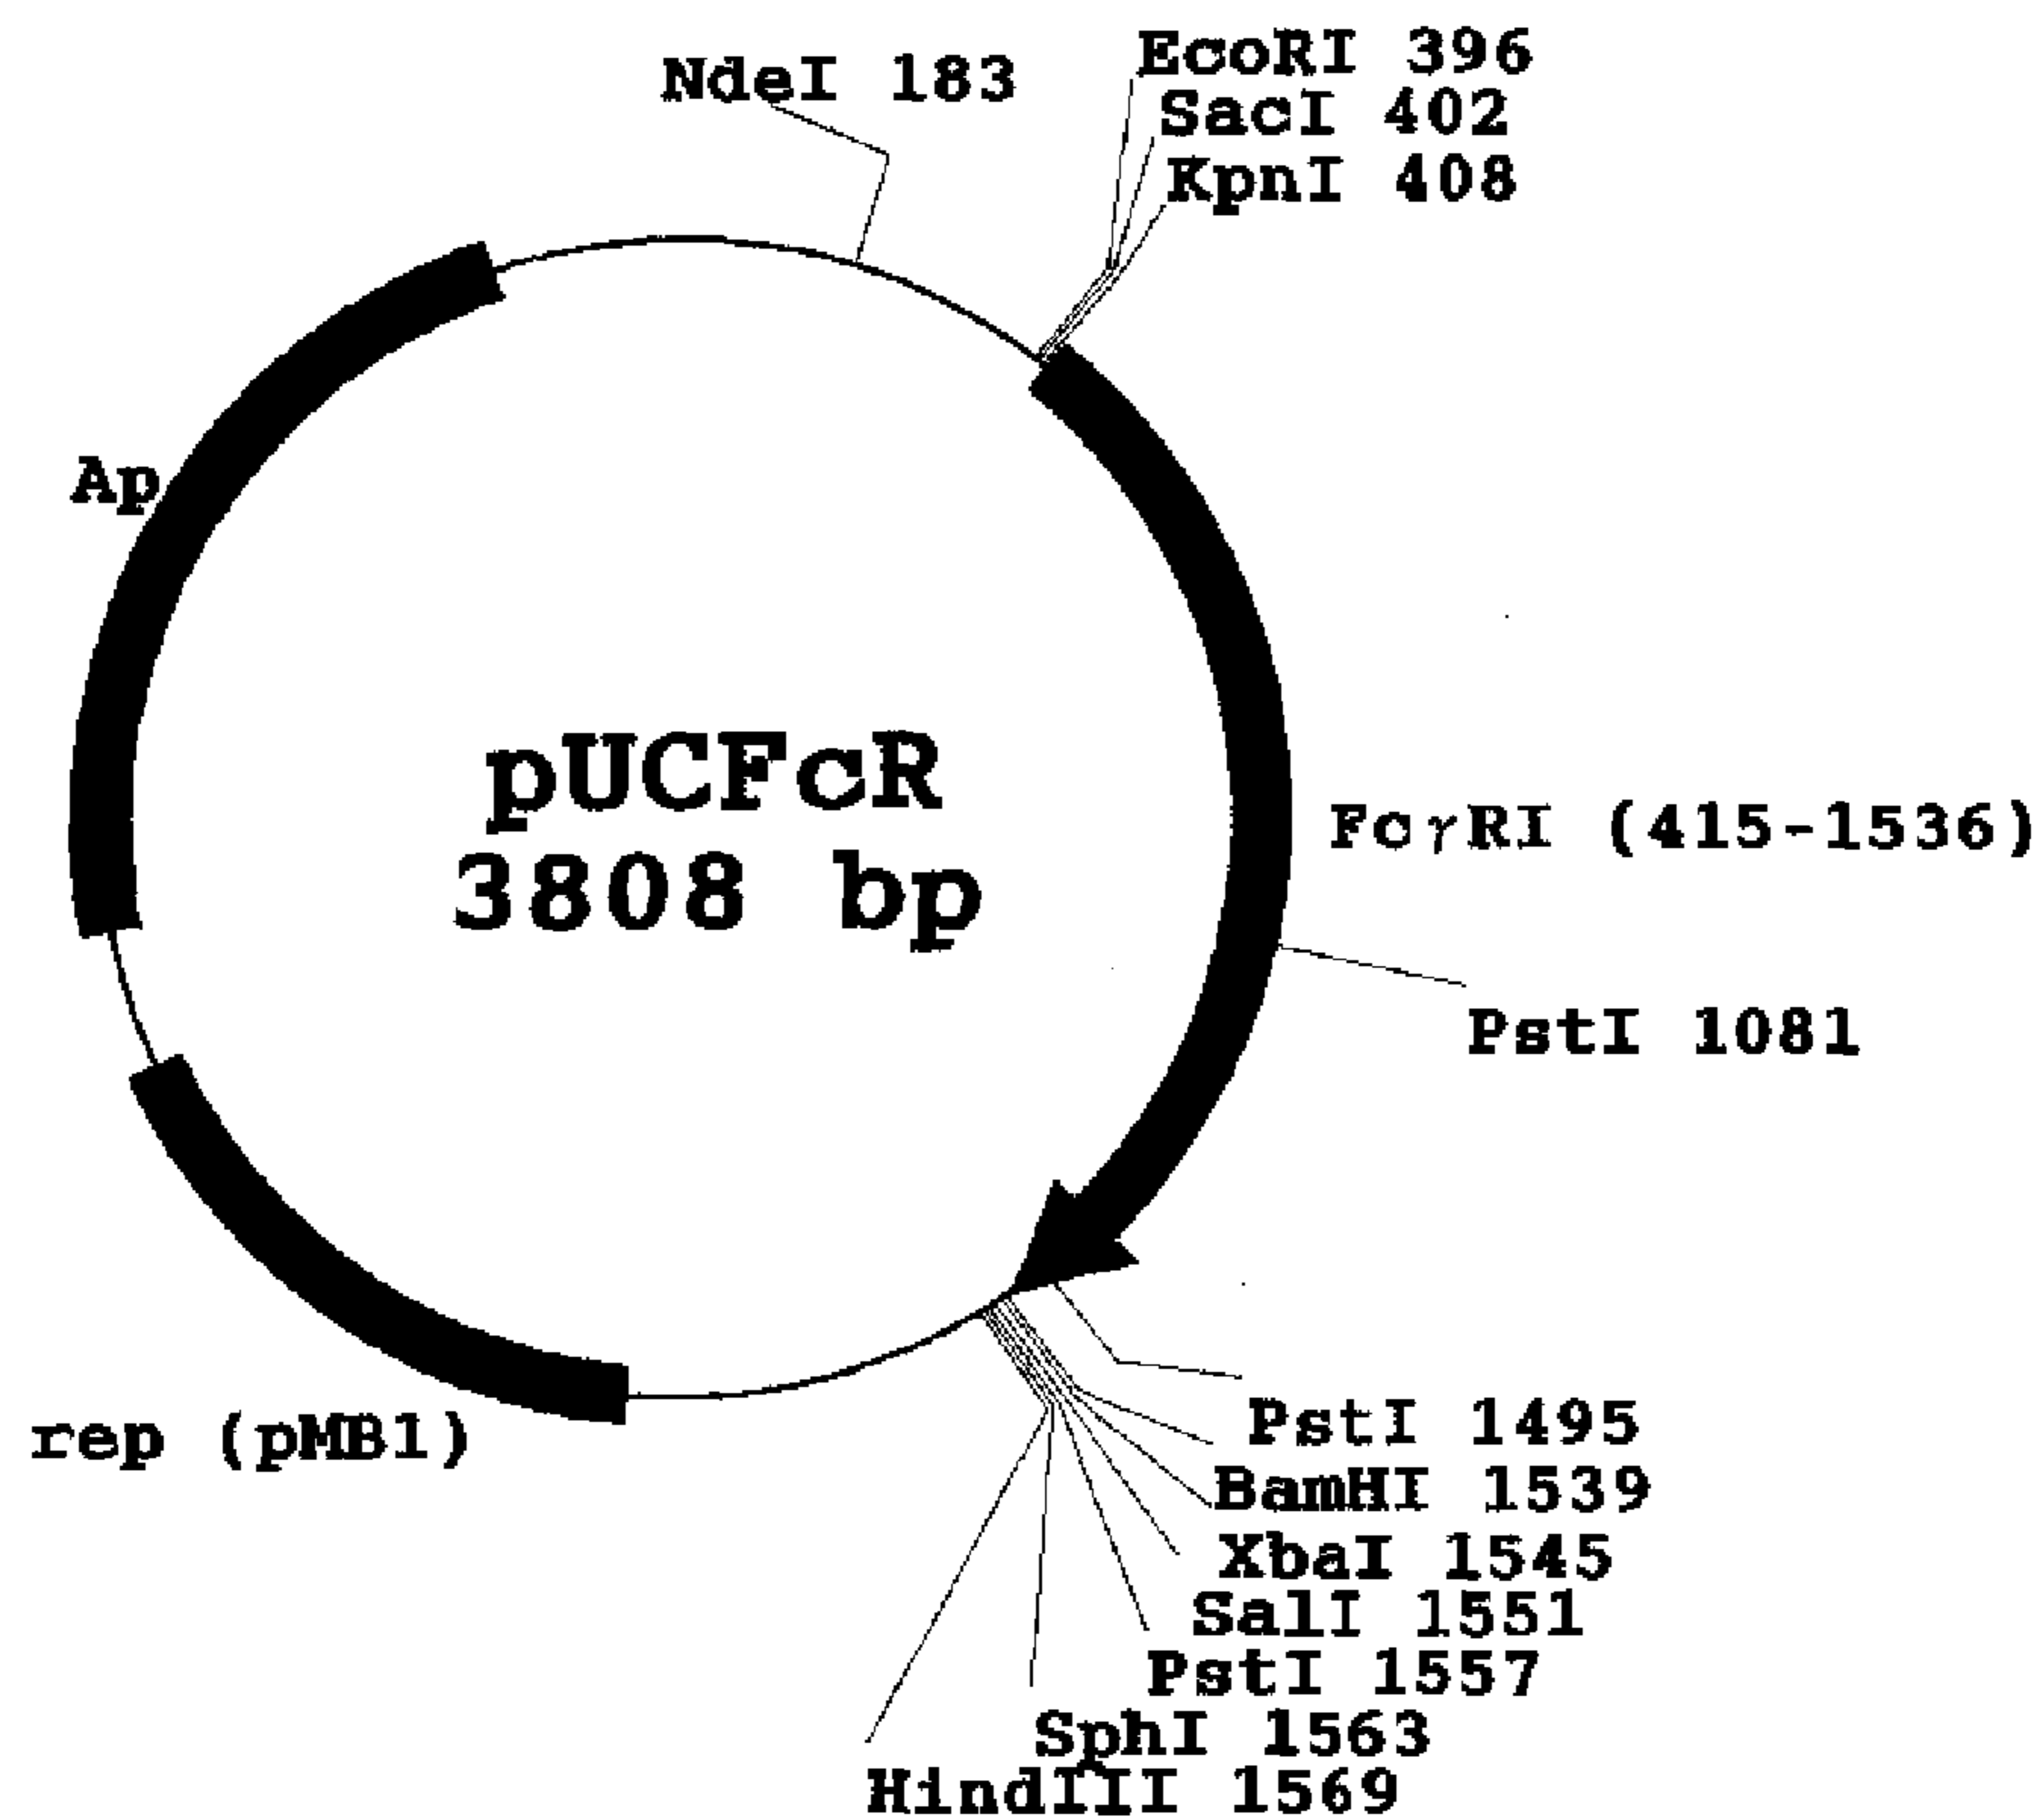 NdeI 183
EcoRI 396
SacI 402
KpnI 408
Ap
pUCFcR
3808 bp
FcγRI (415-1536)
PstI 1081
rep (pMB1)
PstI 1495
BamHI 1539
XbaI 1545
SalI 1551
PstI 1557
SphI 1563
HindIII 1569